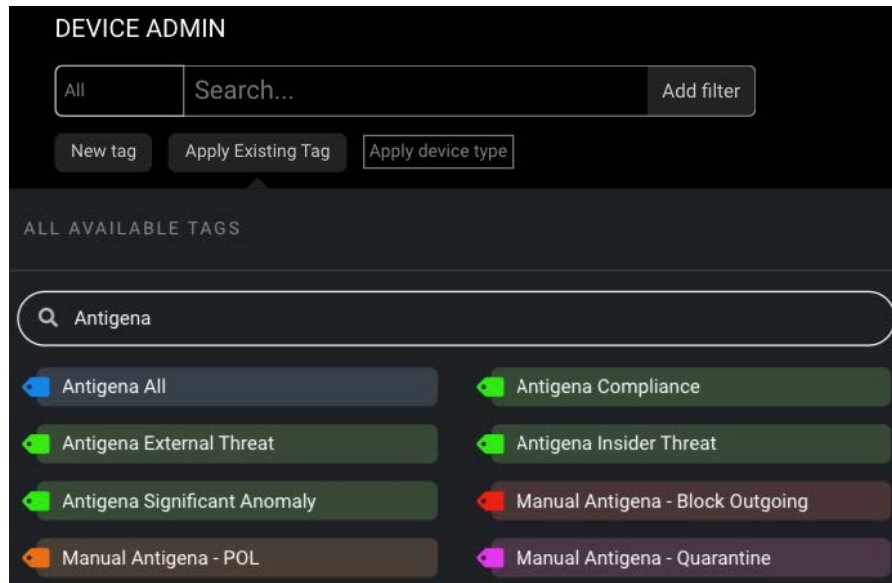 DEVICE ADMIN
All
Search...
Add filter
New tag
Apply Existing Tag
Apply device type
ALL AVAILABLE TAGS
Antigena
Antigena All
Antigena Compliance
Antigena External Threat
Antigena Insider Threat
Antigena Significant Anomaly
Manual Antigena - Block Outgoing
Manual Antigena - POL
Manual Antigena - Quarantine